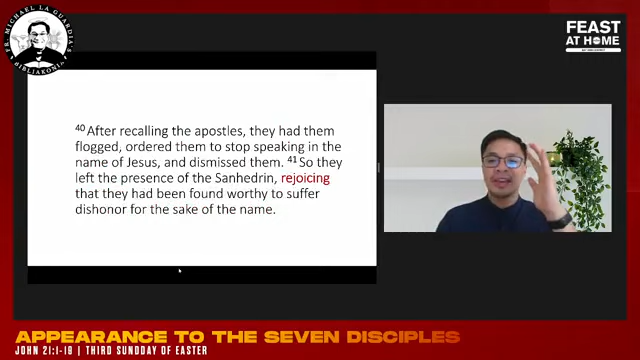 FR. MICHAEL LA GUARDIA'S
BIBLIAKONIA
FEAST
AT HOME
40 After recalling the apostles, they had them
flogged, ordered them to stop speaking in the
name of Jesus, and dismissed them. 41 So they
left the presence of the Sanhedrin, rejoicing
that they had been found worthy to suffer
dishonor for the sake of the name.
APPEARANCE TO THE SEVEN DISCIPLES
JOHN 21:1-18 | THIRD SUNDDAY OF EASTER